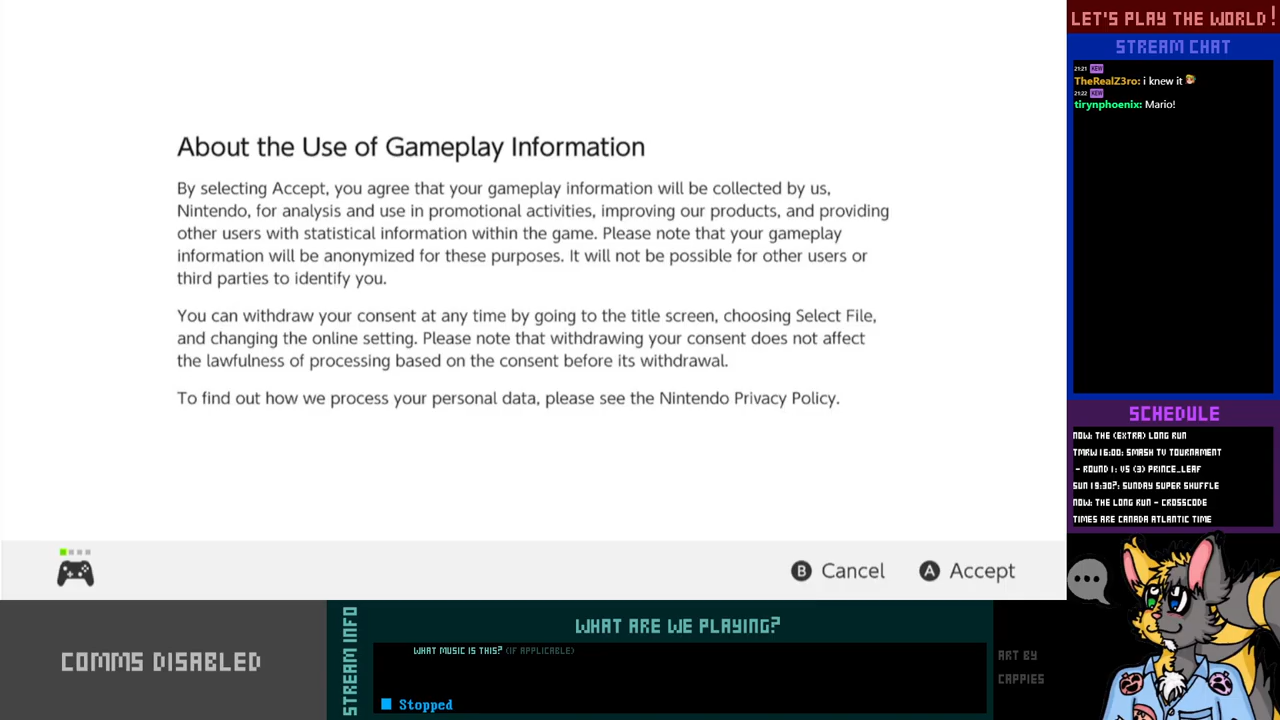 About the Use of Gameplay Information
By selecting Accept, you agree that your gameplay information will be collected by us,
Nintendo, for analysis and use in promotional activities, improving our products, and providing
other users with statistical information within the game. Please note that your gameplay
information will be anonymized for these purposes. It will not be possible for other users or
third parties to identify you.
You can withdraw your consent at any time by going to the title screen, choosing Select File,
and changing the online setting. Please note that withdrawing your consent does not affect
the lawfulness of processing based on the consent before its withdrawal.
To find out how we process your personal data, please see the Nintendo Privacy Policy.
B Cancel A Accept
LET'S PLAY THE WORLD!
STREAM CHAT
21:21 KEW
TheRealZ3ro: i knew it
21:22 KEW
tirynphoenix: Mario!
SCHEDULE
NOW: THE (EXTRA) LONG RUN
TMRW 16:00: SMASH TV TOURNAMENT
- ROUND 1: VS (3) PRINCE_LEAF
SUN 19:30?: SUNDAY SUPER SHUFFLE
NOW: THE LONG RUN - CROSSCODE
TIMES ARE CANADA ATLANTIC TIME
COMMS DISABLED
STREAM INFO
WHAT ARE WE PLAYING?
WHAT MUSIC IS THIS? (IF APPLICABLE)
Stopped
ART BY
CAPPIES